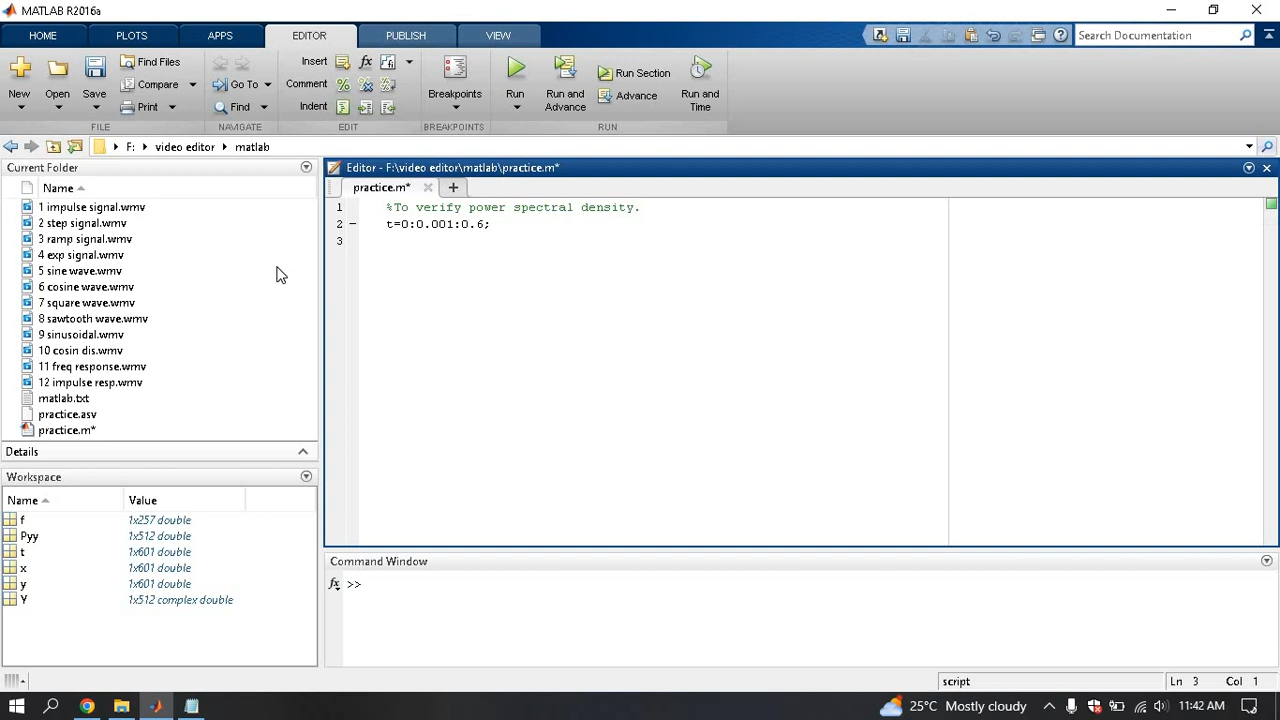 MATLAB R2016a
HOME PLOTS APPS EDITOR PUBLISH VIEW Search Documentation
New Open Save Find Files Compare Print Go To Find Insert fx Comment % Indent Breakpoints Run Run and Advance Run Section Advance Run and Time
FILE NAVIGATE EDIT BREAKPOINTS RUN
F: video editor matlab
Current Folder
Name
1 impulse signal.wmv
2 step signal.wmv
3 ramp signal.wmv
4 exp signal.wmv
5 sine wave.wmv
6 cosine wave.wmv
7 square wave.wmv
8 sawtooth wave.wmv
9 sinusoidal.wmv
10 cosin dis.wmv
11 freq response.wmv
12 impulse resp.wmv
matlab.txt
practice.asv
practice.m*
Details
Workspace
Name Value
f 1x257 double
Pyy 1x512 double
t 1x601 double
x 1x601 double
y 1x601 double
Y 1x512 complex double
Editor - F:\video editor\matlab\practice.m*
practice.m*
1 %To verify power spectral density.
2 t=0:0.001:0.6;
3
Command Window
fx >>
script Ln 3 Col 1
25°C Mostly cloudy 11:42 AM